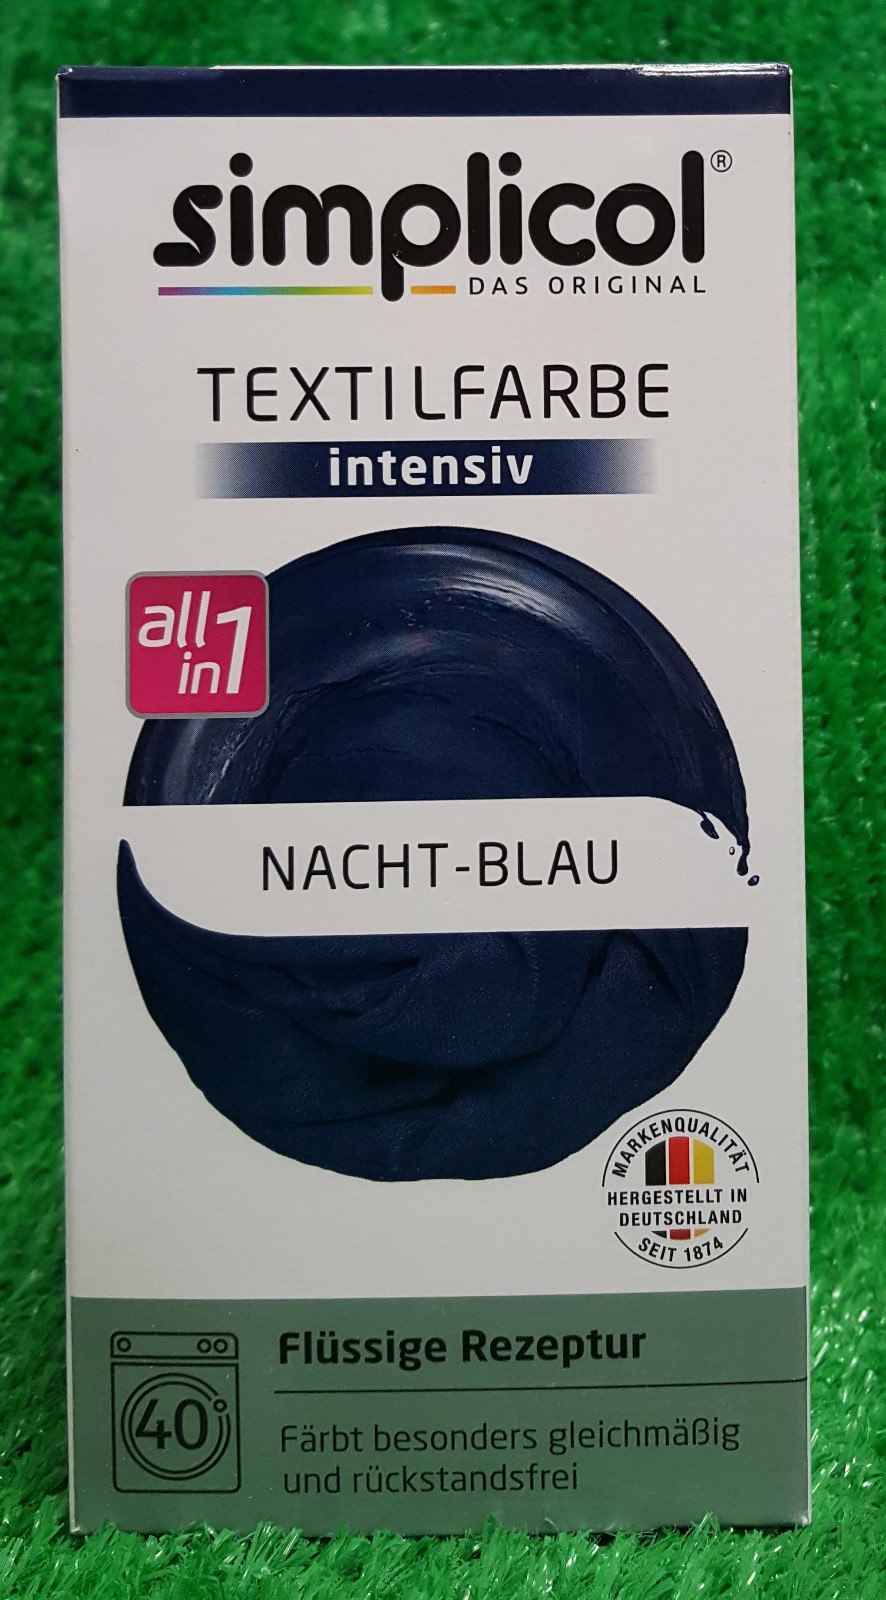 simplicol®
DAS ORIGINAL
TEXTILFARBE
intensiv
all
in 1
NACHT-BLAU
MARKENQUALITÄT
HERGESTELLT IN
DEUTSCHLAND
SEIT 1874
40°
Flüssige Rezeptur
Färbt besonders gleichmäßig
und rückstandsfrei